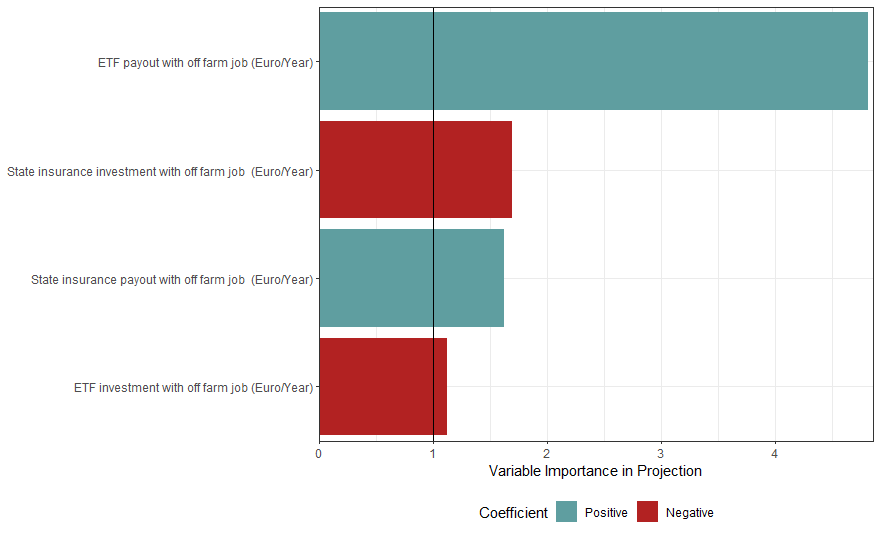 ETF payout with off farm job (Euro/Year)
State insurance investment with off farm job  (Euro/Year)
State insurance payout with off farm job  (Euro/Year)
ETF investment with off farm job (Euro/Year)
0 1 2 3 4
Variable Importance in Projection
Coefficient Positive Negative